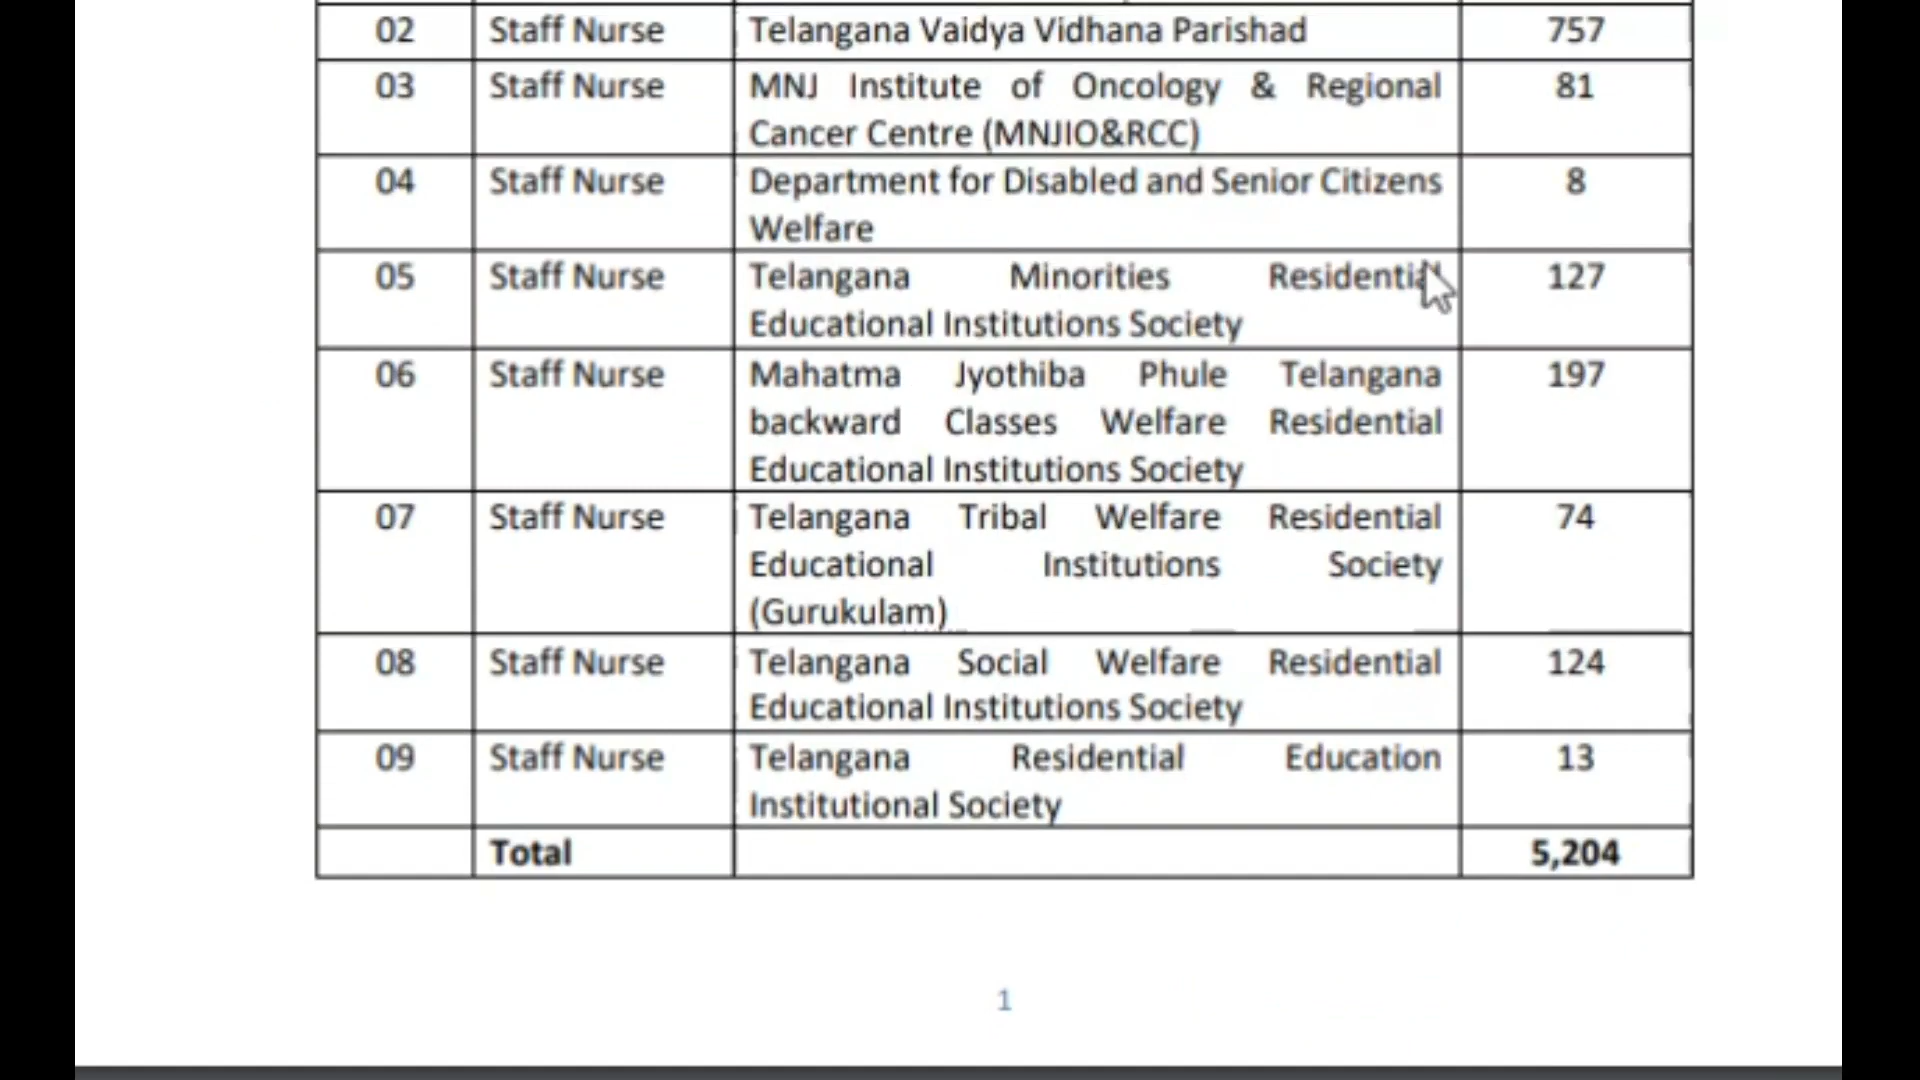 02 Staff Nurse Telangana Vaidya Vidhana Parishad 757
03 Staff Nurse MNJ Institute of Oncology & Regional 81
Cancer Centre (MNJIO&RCC)
04 Staff Nurse Department for Disabled and Senior Citizens 8
Welfare
05 Staff Nurse Telangana Minorities Residential 127
Educational Institutions Society
06 Staff Nurse Mahatma Jyothiba Phule Telangana 197
backward Classes Welfare Residential
Educational Institutions Society
07 Staff Nurse Telangana Tribal Welfare Residential 74
Educational Institutions Society
(Gurukulam)
08 Staff Nurse Telangana Social Welfare Residential 124
Educational Institutions Society
09 Staff Nurse Telangana Residential Education 13
Institutional Society
Total 5,204
1